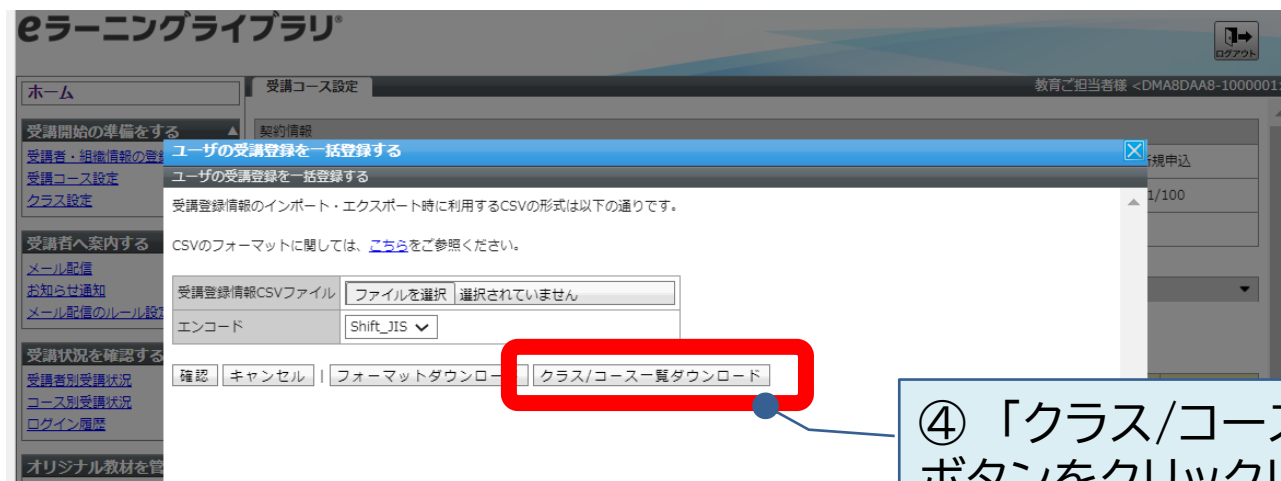 eラーニングライブラリ®
ログアウト
ホーム
受講コース設定
教育ご担当者様 <DMA8DAA8-1000001
受講開始の準備をする ▲
契約情報
受講者・組織情報の登
受講コース設定
クラス設定
ユーザの受講登録を一括登録する
規申込
ユーザの受講登録を一括登録する
1/100
受講登録情報のインポート・エクスポート時に利用するCSVの形式は以下の通りです。
受講者へ案内する
CSVのフォーマットに関しては、こちらをご参照ください。
メール配信
お知らせ通知
メール配信のルール設
受講登録情報CSVファイル ファイルを選択 選択されていません
エンコード Shift_JIS
受講状況を確認する
受講者別受講状況
コース別受講状況
ログイン履歴
確認 キャンセル | フォーマットダウンロー クラス/コース一覧ダウンロード
オリジナル教材を管
④ 「クラス/コース
ボタンをクリック